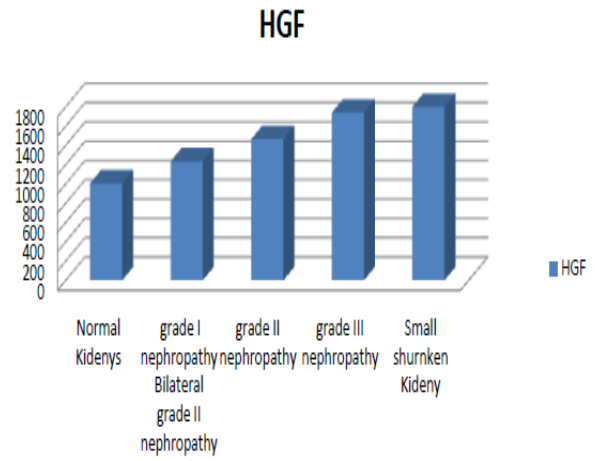 HGF
1800
1600
1400
1200
1000
800
600
400
200
0
HGF
Normal
Kidenys
grade I
nephropathy
Bilateral
grade II
nephropathy
grade II
nephropathy
grade III
nephropathy
Small
shurnken
Kideny